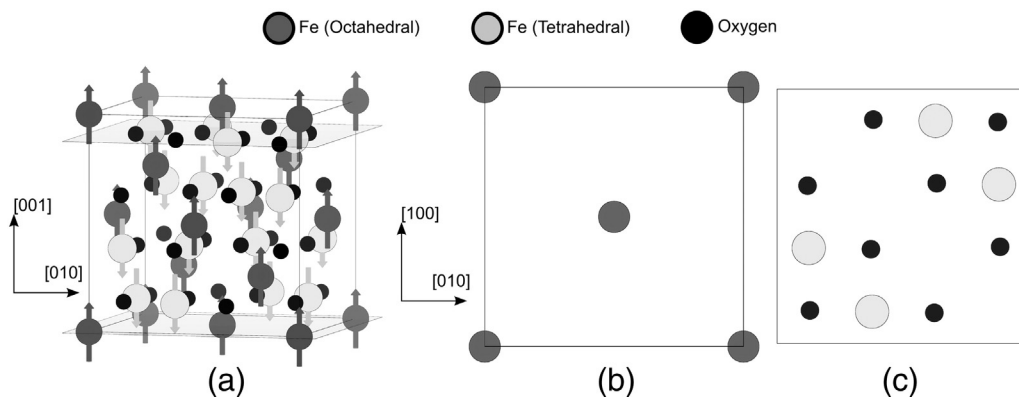 Fe (Octahedral) Fe (Tetrahedral) Oxygen
[001]
[010]
[100]
[010]
(a) (b) (c)